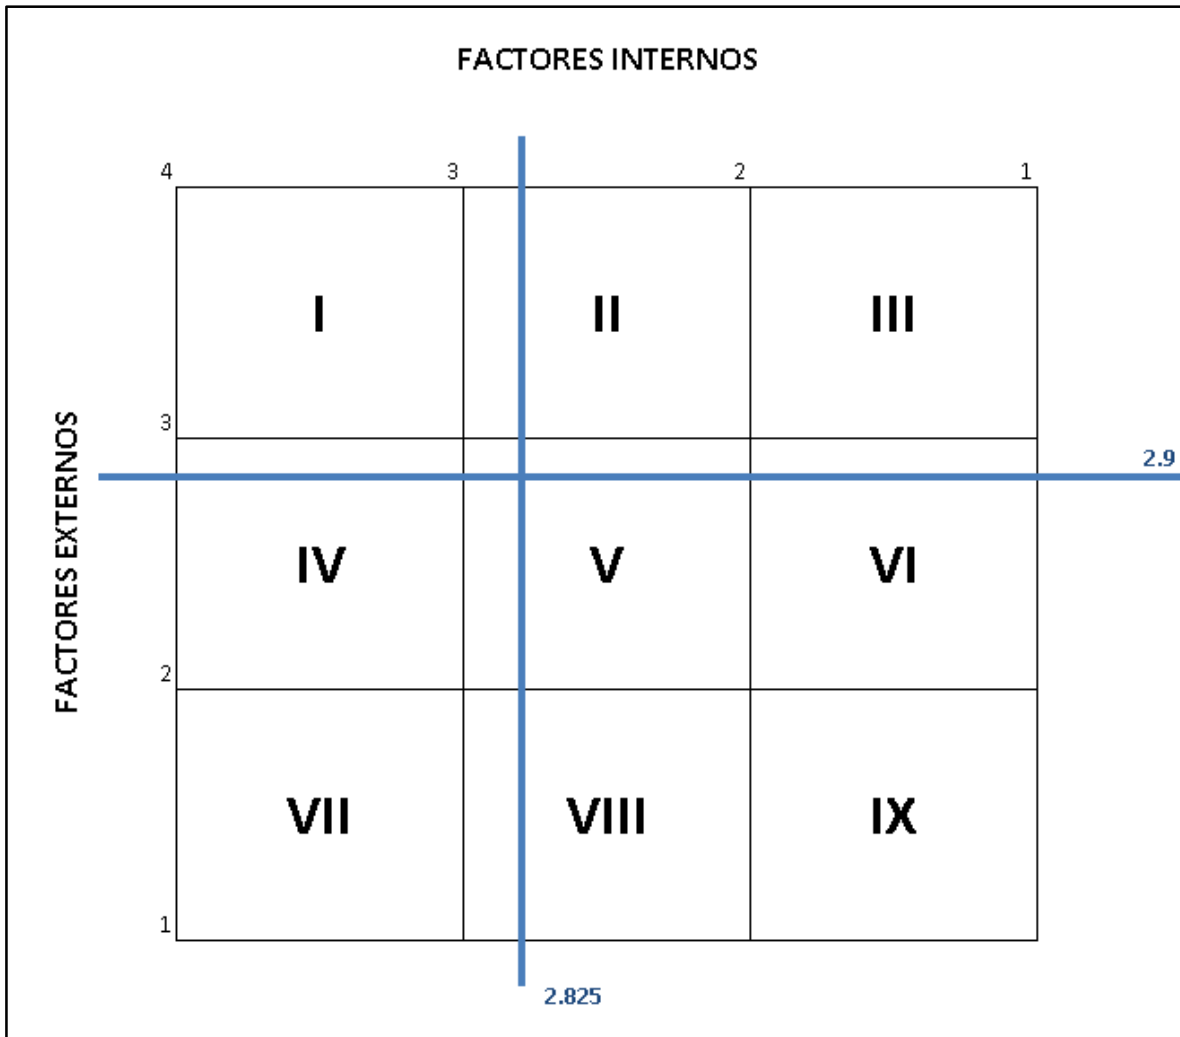 FACTORES INTERNOS
4 3 2 1
I II III
3
2.9
FACTORES EXTERNOS
IV V VI
2
VII VIII IX
1
2.825